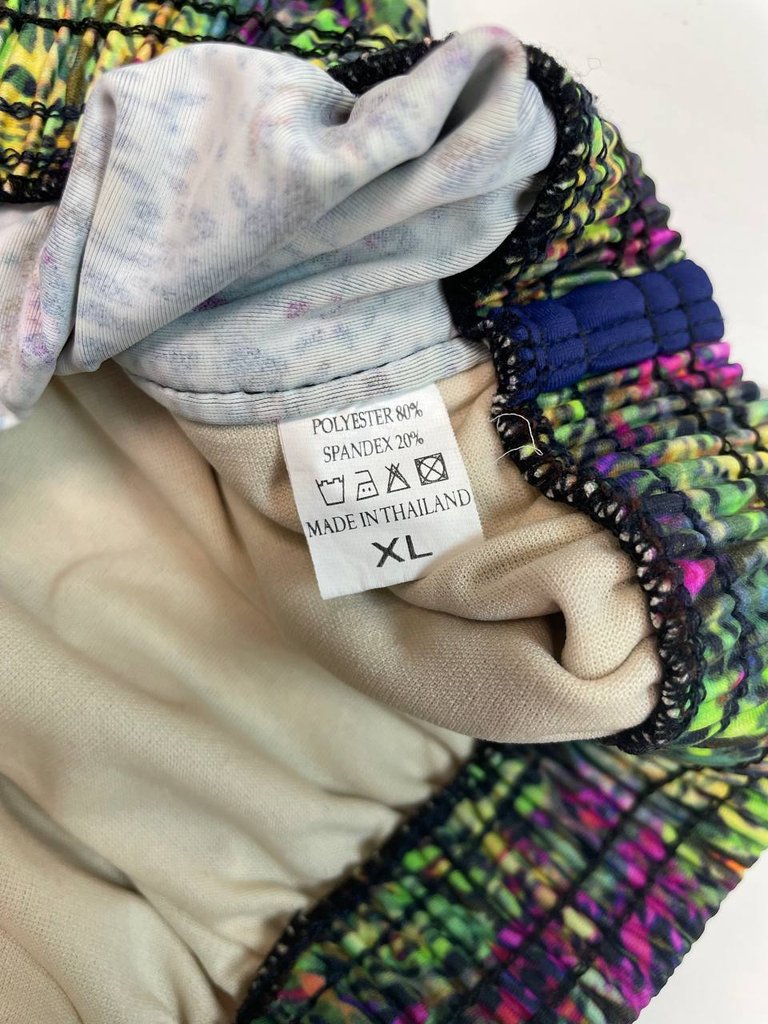 POLYESTER 80%
SPANDEX 20%
MADE IN THAILAND
XL